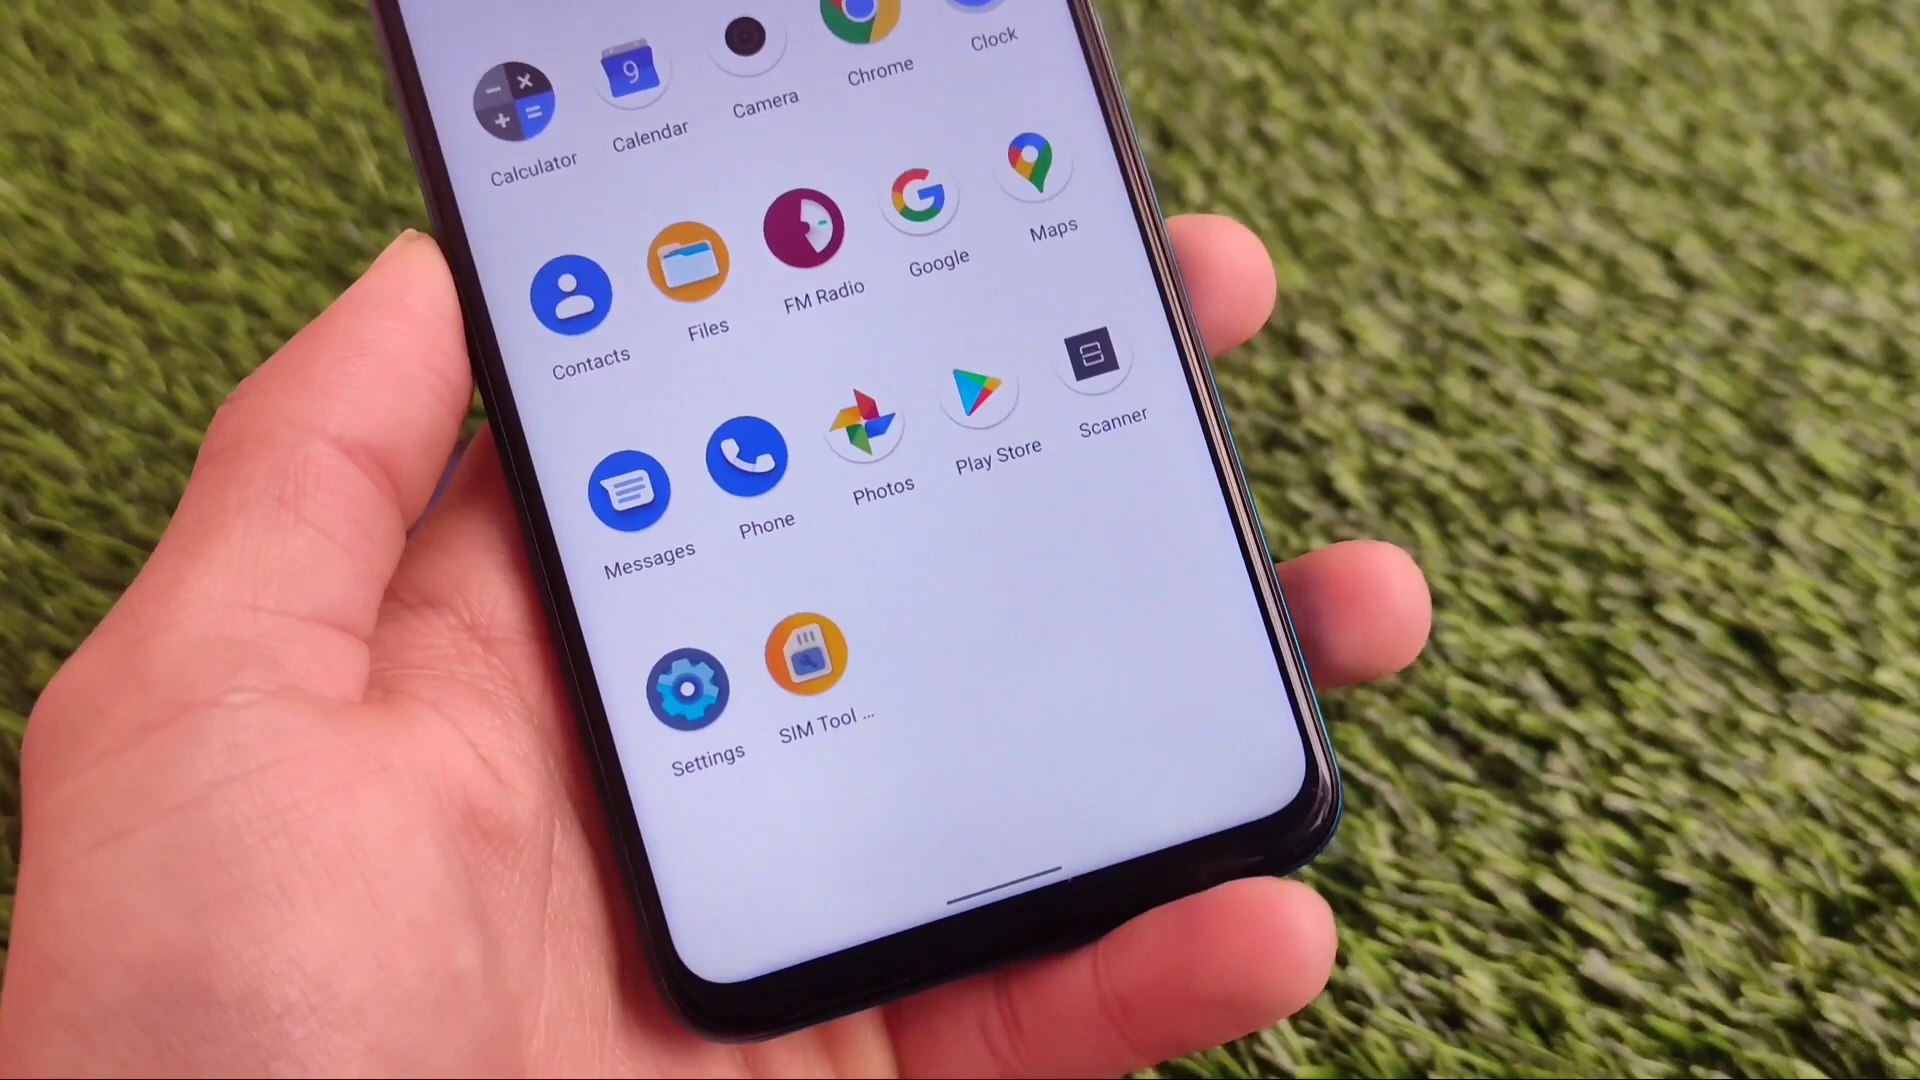 Calculator
Calendar
9
Camera
Chrome
Clock
Contacts
Files
FM Radio
Google
Maps
Messages
Phone
Photos
Play Store
Scanner
Settings
SIM Tool ...